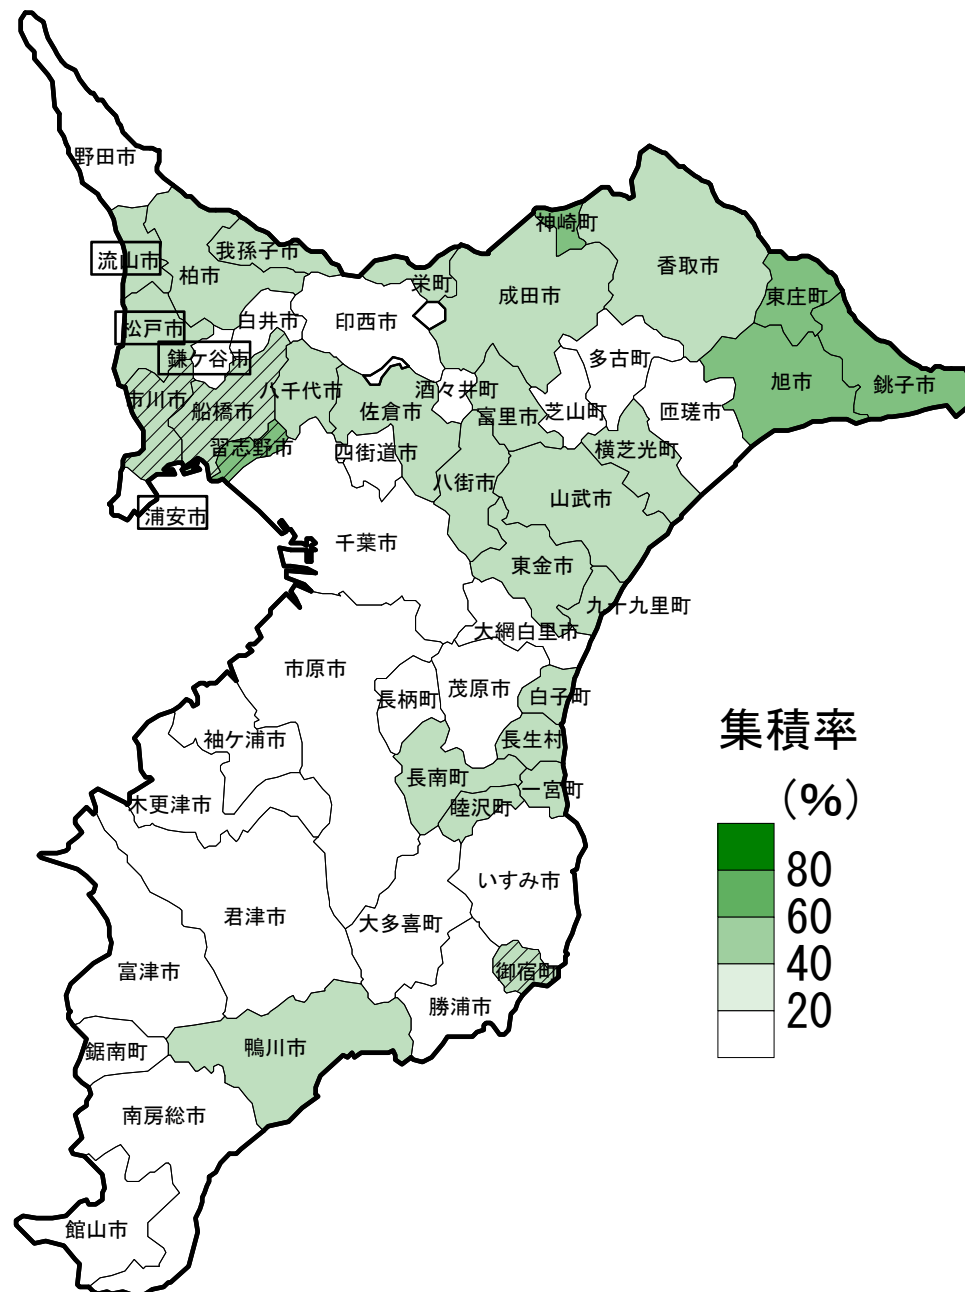 野田市
流山市
柏市
我孫子市
松戸市
白井市
鎌ケ谷市
印西市
栄町
成田市
神崎町
香取市
東庄町
旭市
銚子市
多古町
匝瑳市
芝山町
横芝光町
市川市
船橋市
八千代市
習志野市
佐倉市
酒々井町
富里市
四街道市
八街市
山武市
浦安市
千葉市
東金市
九十九里町
大網白里市
市原市
長柄町
茂原市
白子町
長生村
袖ケ浦市
木更津市
長南町
一宮町
睦沢町
いすみ市
君津市
大多喜町
富津市
御宿町
勝浦市
鋸南町
鴨川市
南房総市
館山市
集積率
(%)
80
60
40
20